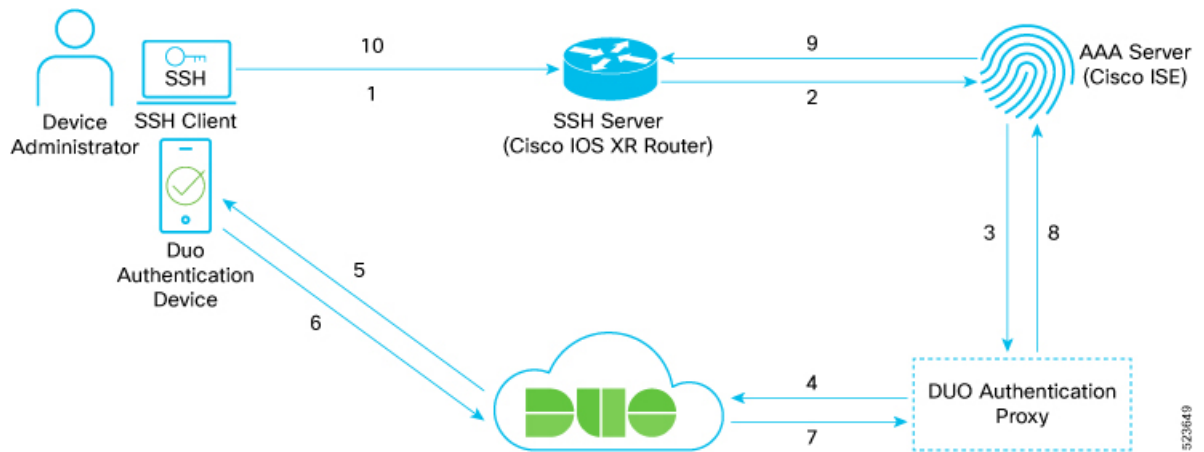 10
9
SSH
1
2
AAA Server
(Cisco ISE)
Device
Administrator
SSH Client
SSH Server
(Cisco IOS XR Router)
3
8
Duo
Authentication
Device
5
6
4
7
DUO
DUO Authentication
Proxy
523649